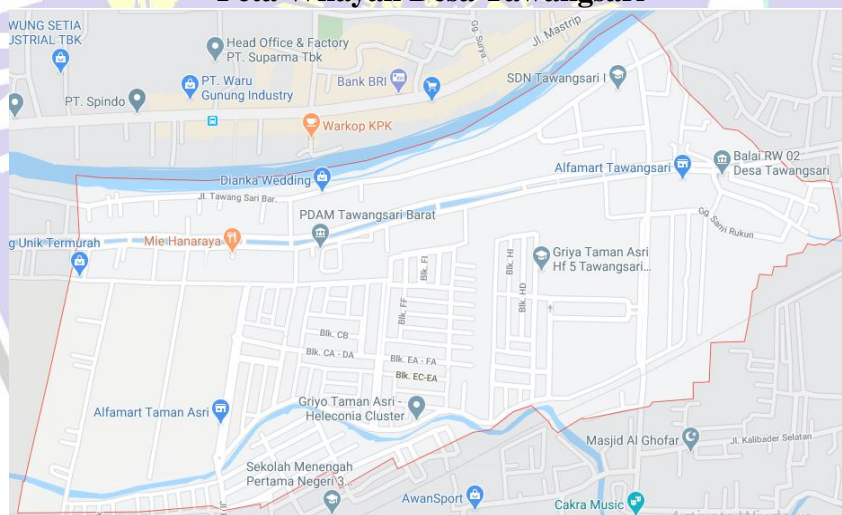 WUNG SETIA
USTRIAL TBK
Head Office & Factory
PT. Suparma Tbk
Gg. Surya
Jl. Mastrip
PT. Waru
Gunung Industry
Bank BRI
SDN Tawangsari I
PT. Spindo
Warkop KPK
Dianka Wedding
Alfamart Tawangsari
Balai RW 02
Desa Tawangsari
Jl. Tawang Sari Bar.
PDAM Tawangsari Barat
Gg. Sami Rukun
g Unik Termurah
Mie Hanaraya
Griya Taman Asri
Hf 5 Tawangsari...
Blk. FI
Blk. HI
Blk. FF
Blk. HD
Blk. CB
Blk. CA - DA
Blk. EA - FA
Blk. EC-EA
Alfamart Taman Asri
Griyo Taman Asri -
Heleconia Cluster
Masjid Al Ghofar
Jl. Kalibader Selatan
Sekolah Menengah
Pertama Negeri 3...
AwanSport
Cakra Music